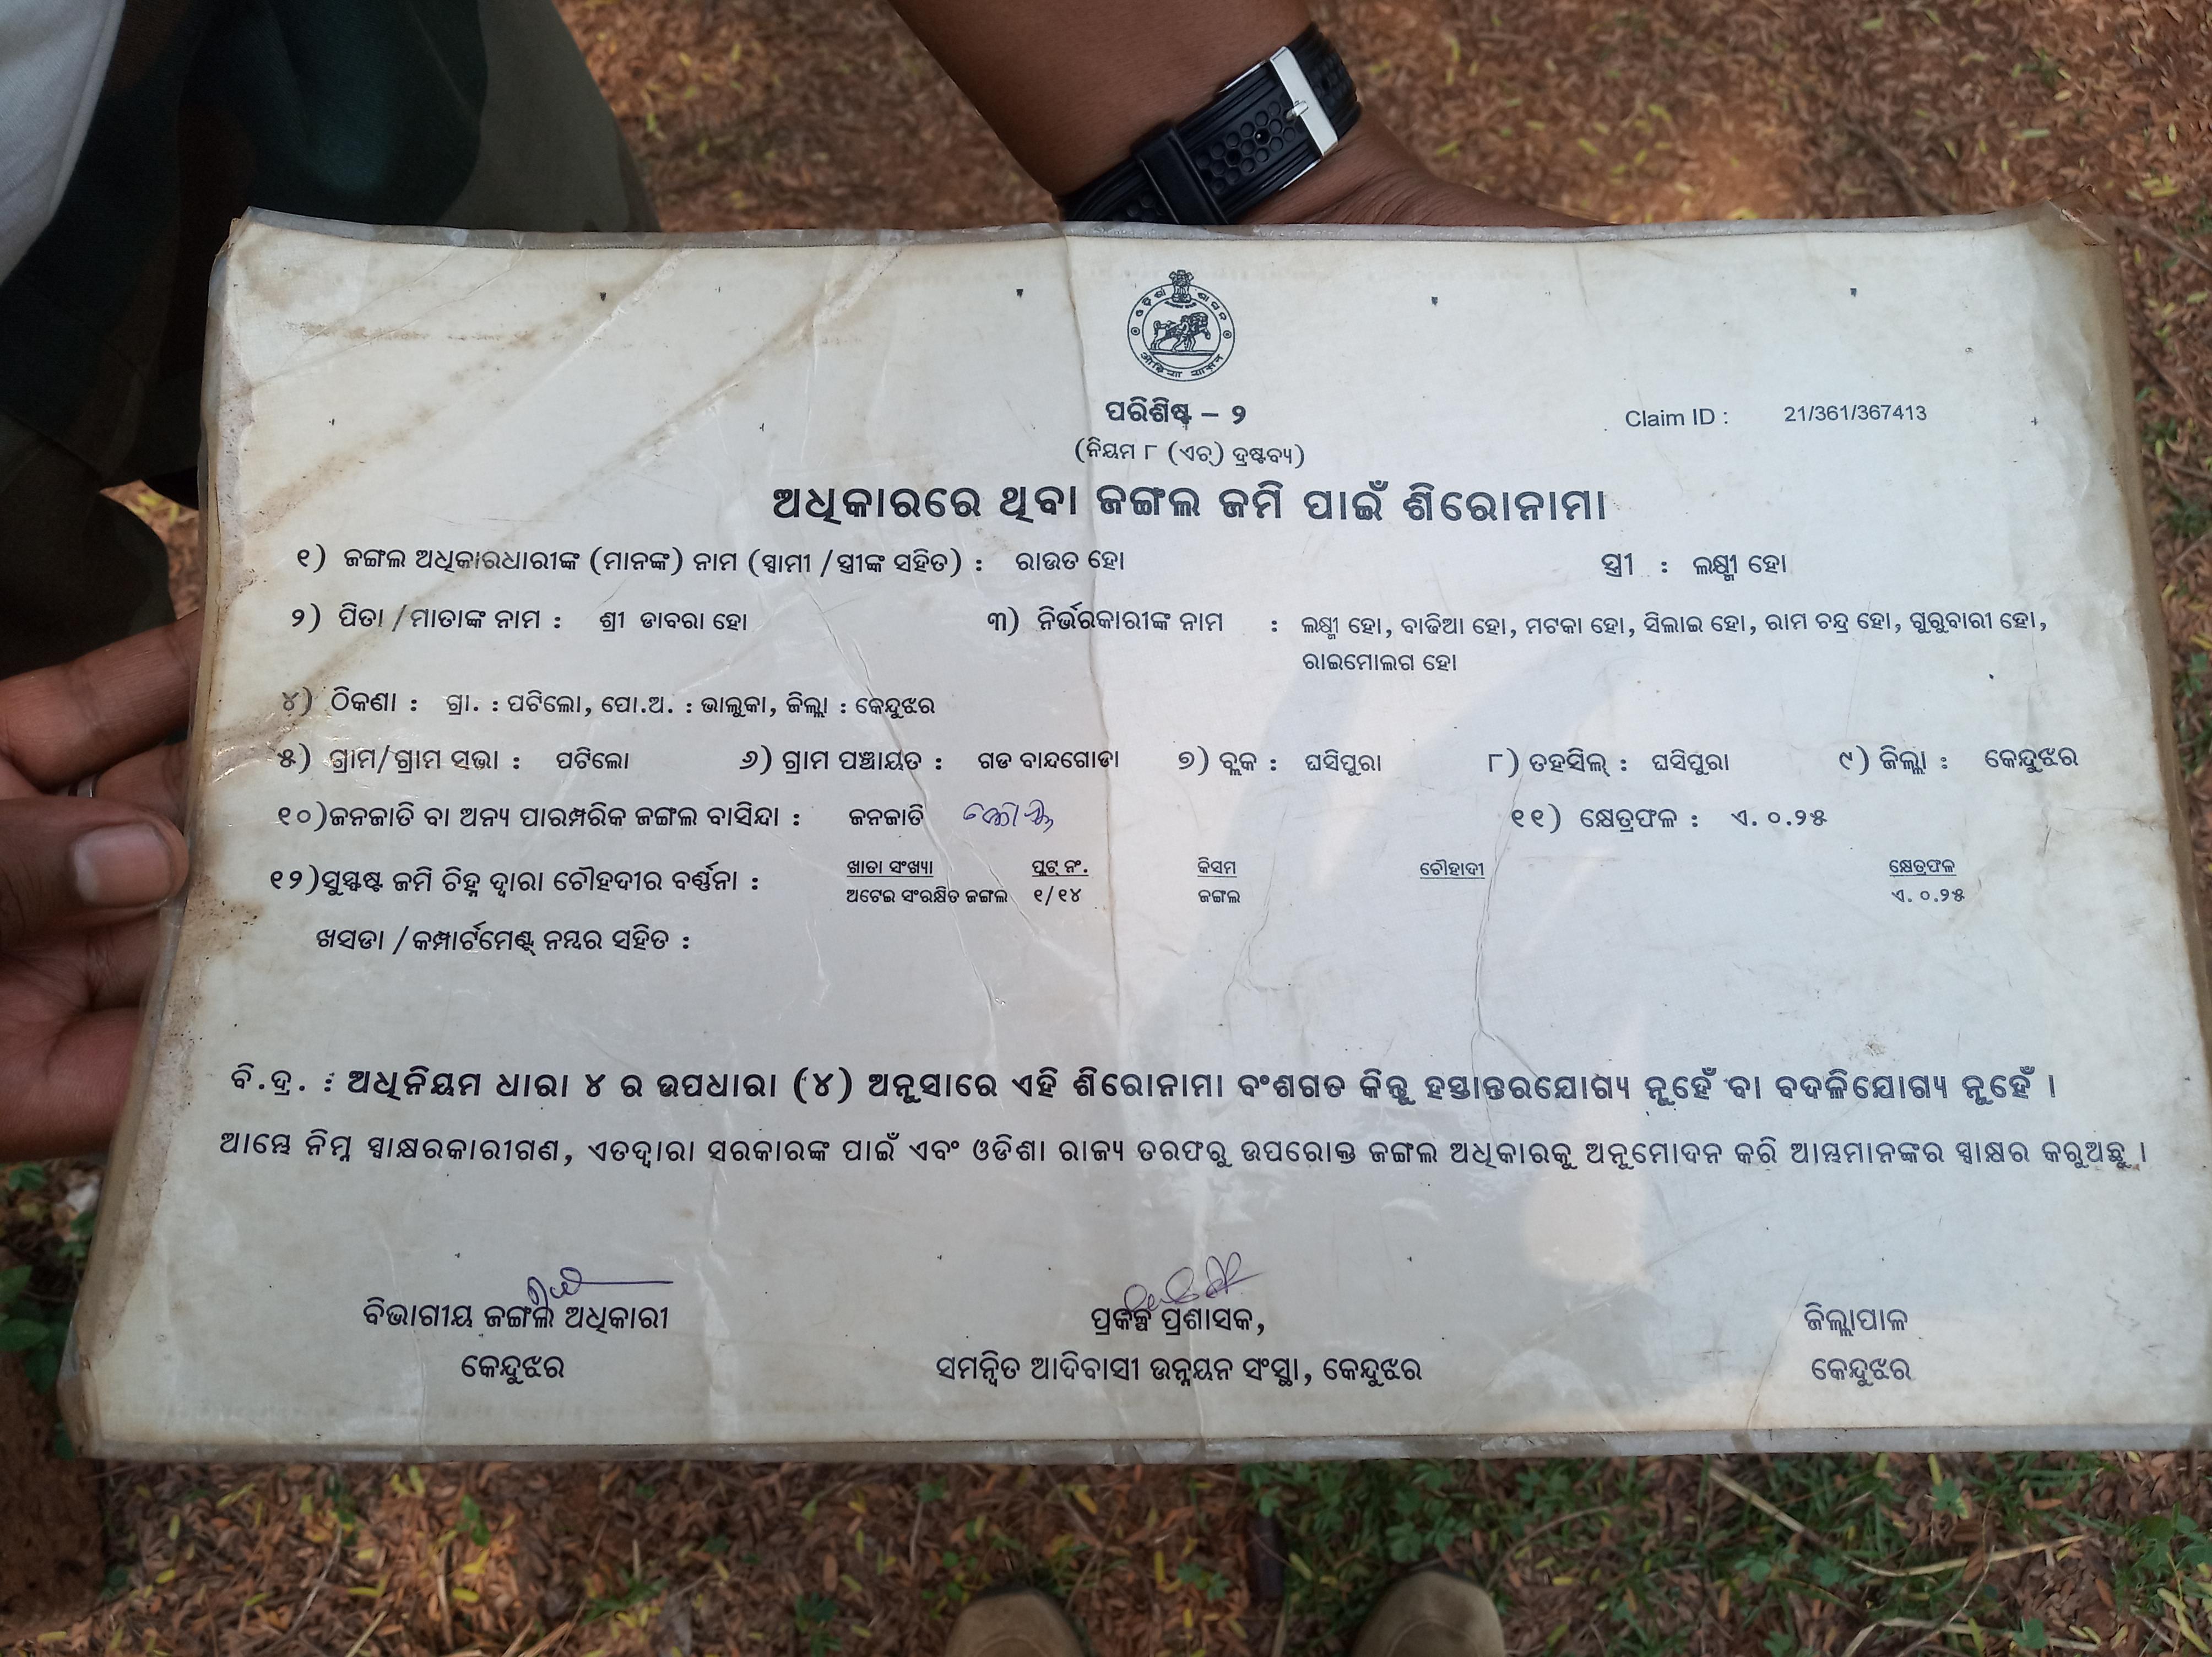 ଓଡ଼ିଶା ଶାସନ
ପରିଶିଷ୍ଟ – ୨
Claim ID : 21/361/367413
(ନିୟମ ୮ (ଏଚ୍) ଦ୍ରଷ୍ଟବ୍ୟ)
ଅଧିକାରରେ ଥିବା ଜଙ୍ଗଲ ଜମି ପାଇଁ ଶିରୋନାମା
୧) ଜଙ୍ଗଲ ଅଧିକାରଧାରୀଙ୍କ (ମାନଙ୍କ) ନାମ (ସ୍ୱାମୀ /ସ୍ତ୍ରୀଙ୍କ ସହିତ) : ରାଉତ ହୋ ସ୍ତ୍ରୀ : ଲକ୍ଷ୍ମୀ ହୋ
୨) ପିତା /ମାତାଙ୍କ ନାମ : ଶ୍ରୀ ଡାବରା ହୋ ୩) ନିର୍ଭରକାରୀଙ୍କ ନାମ : ଲକ୍ଷ୍ମୀ ହୋ, ବାଢିଆ ହୋ, ମଟକା ହୋ, ସିଲାଇ ହୋ, ରାମ ଚନ୍ଦ୍ର ହୋ, ଗୁରୁବାରୀ ହୋ,
ରାଇମୋଲଗ ହୋ
୪) ଠିକଣା : ଗ୍ରା. : ପଟିଲୋ, ପୋ.ଅ. : ଭାଲୁକା, ଜିଲ୍ଲା : କେନ୍ଦୁଝର
୫) ଗ୍ରାମ/ଗ୍ରାମ ସଭା : ପଟିଲୋ ୬) ଗ୍ରାମ ପଞ୍ଚାୟତ : ଗଡ ବାନ୍ଦଗୋଡା ୭) ବ୍ଲକ : ଘସିପୁରା ୮) ତହସିଲ୍ : ଘସିପୁରା ୯) ଜିଲ୍ଲା : କେନ୍ଦୁଝର
୧୦)ଜନଜାତି ବା ଅନ୍ୟ ପାରମ୍ପରିକ ଜଙ୍ଗଲ ବାସିନ୍ଦା : ଜନଜାତି ୧୧) କ୍ଷେତ୍ରଫଳ : ଏ. ୦.୨୫
୧୨)ସୁସ୍ପଷ୍ଟ ଜମି ଚିହ୍ନ ଦ୍ୱାରା ଚୌହଦୀର ବର୍ଣ୍ଣନା : ଖାତା ସଂଖ୍ୟା ପ୍ଲଟ୍ ନଂ. କିସମ ଚୌହାଦୀ କ୍ଷେତ୍ରଫଳ
ଅଟେଇ ସଂରକ୍ଷିତ ଜଙ୍ଗଲ ୧/୧୪ ଜଙ୍ଗଲ ଏ. ୦.୨୫
ଖସଡା /କମ୍ପାର୍ଟମେଣ୍ଟ୍ ନମ୍ବର ସହିତ :
ବି.ଦ୍ର. : ଅଧିନିୟମ ଧାରା ୪ ର ଉପଧାରା (୪) ଅନୁସାରେ ଏହି ଶିରୋନାମା ବଂଶଗତ କିନ୍ତୁ ହସ୍ତାନ୍ତରଯୋଗ୍ୟ ନୁହେଁ ବା ବଦଳିଯୋଗ୍ୟ ନୁହେଁ ।
ଆମ୍ଭେ ନିମ୍ନ ସ୍ୱାକ୍ଷରକାରୀଗଣ, ଏତଦ୍ୱାରା ସରକାରଙ୍କ ପାଇଁ ଏବଂ ଓଡିଶା ରାଜ୍ୟ ତରଫରୁ ଉପରୋକ୍ତ ଜଙ୍ଗଲ ଅଧିକାରକୁ ଅନୁମୋଦନ କରି ଆମ୍ଭମାନଙ୍କର ସ୍ୱାକ୍ଷର କରୁଅଛୁ ।
ବିଭାଗୀୟ ଜଙ୍ଗଲ ଅଧିକାରୀ ପ୍ରକଳ୍ପ ପ୍ରଶାସକ, ଜିଲ୍ଲାପାଳ
କେନ୍ଦୁଝର ସମନ୍ୱିତ ଆଦିବାସୀ ଉନ୍ନୟନ ସଂସ୍ଥା, କେନ୍ଦୁଝର କେନ୍ଦୁଝର